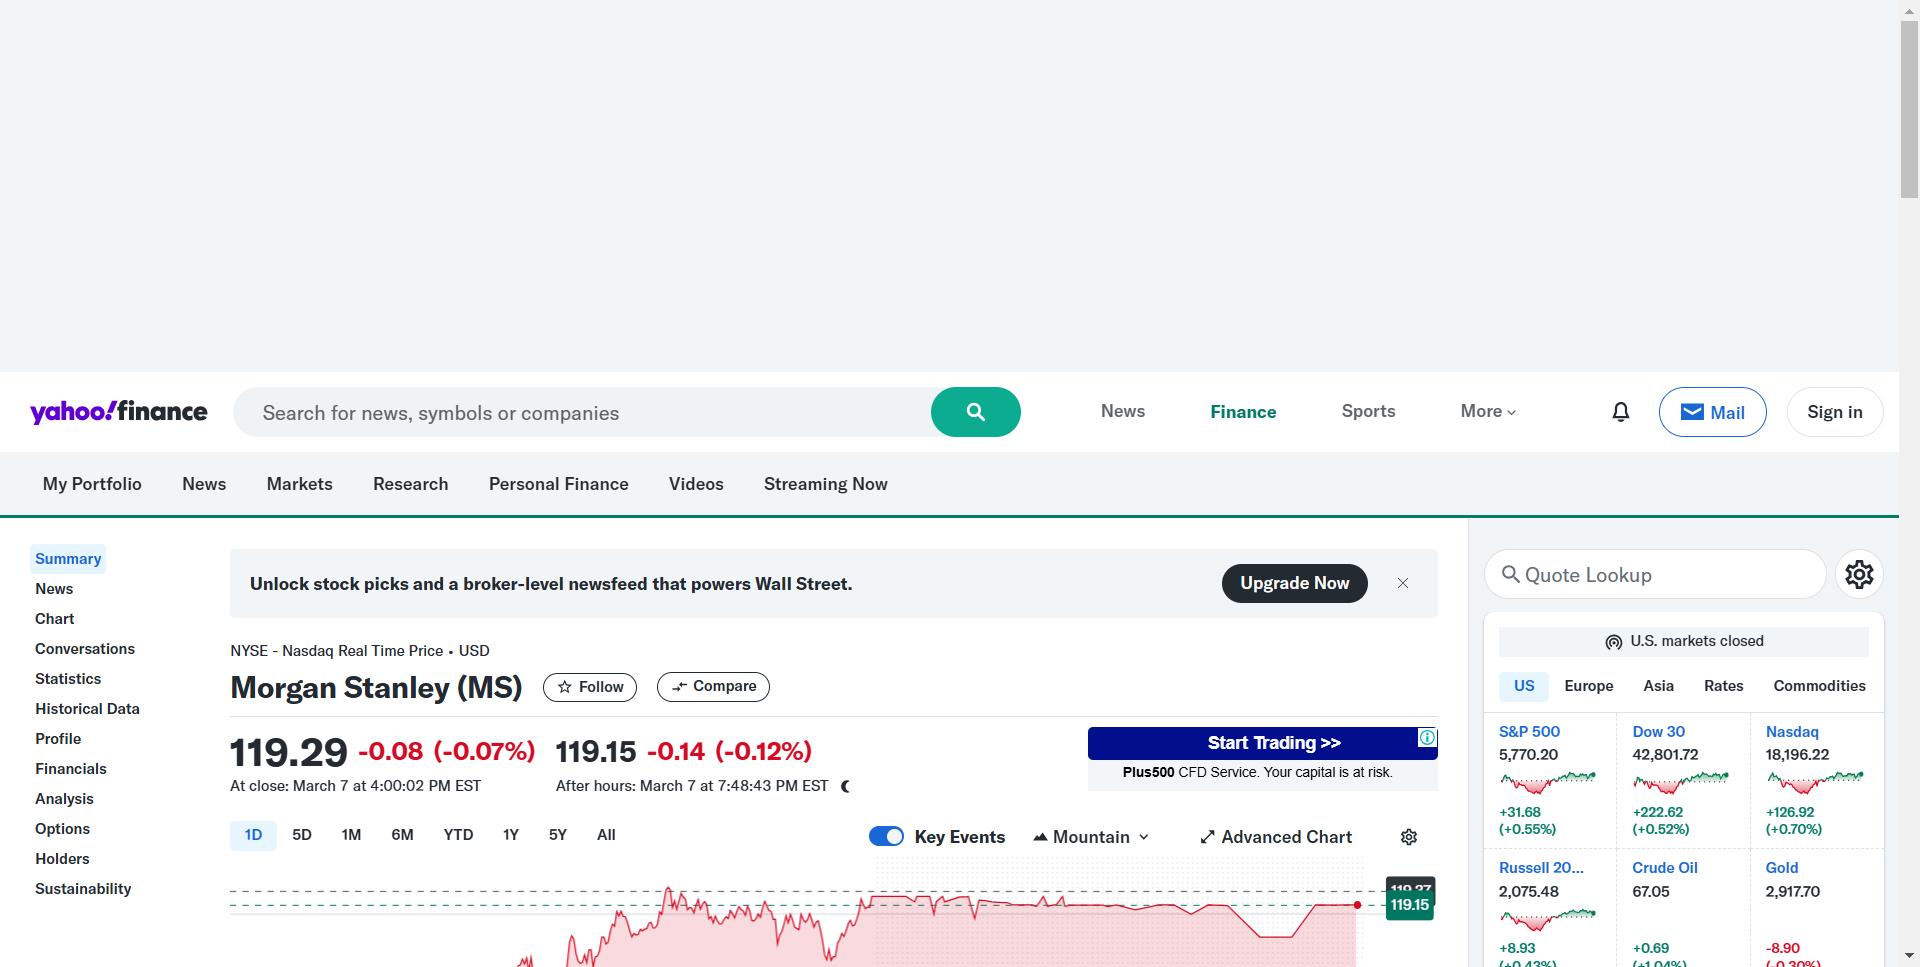 yahoo!finance
Search for news, symbols or companies
News
Finance
Sports
More
Mail
Sign in
My Portfolio
News
Markets
Research
Personal Finance
Videos
Streaming Now
Summary
News
Chart
Conversations
Statistics
Historical Data
Profile
Financials
Analysis
Options
Holders
Sustainability
Unlock stock picks and a broker-level newsfeed that powers Wall Street.
Upgrade Now
NYSE - Nasdaq Real Time Price • USD
Morgan Stanley (MS)
Follow
Compare
119.29 -0.08 (-0.07%)
At close: March 7 at 4:00:02 PM EST
119.15 -0.14 (-0.12%)
After hours: March 7 at 7:48:43 PM EST
Start Trading >>
Plus500 CFD Service. Your capital is at risk.
1D
5D
1M
6M
YTD
1Y
5Y
All
Key Events
Mountain
Advanced Chart
119.37
119.15
Quote Lookup
U.S. markets closed
US
Europe
Asia
Rates
Commodities
S&P 500
5,770.20
+31.68
(+0.55%)
Dow 30
42,801.72
+222.62
(+0.52%)
Nasdaq
18,196.22
+126.92
(+0.70%)
Russell 20...
2,075.48
+8.93
(+0.43%)
Crude Oil
67.05
+0.69
(+1.04%)
Gold
2,917.70
-8.90
(-0.30%)